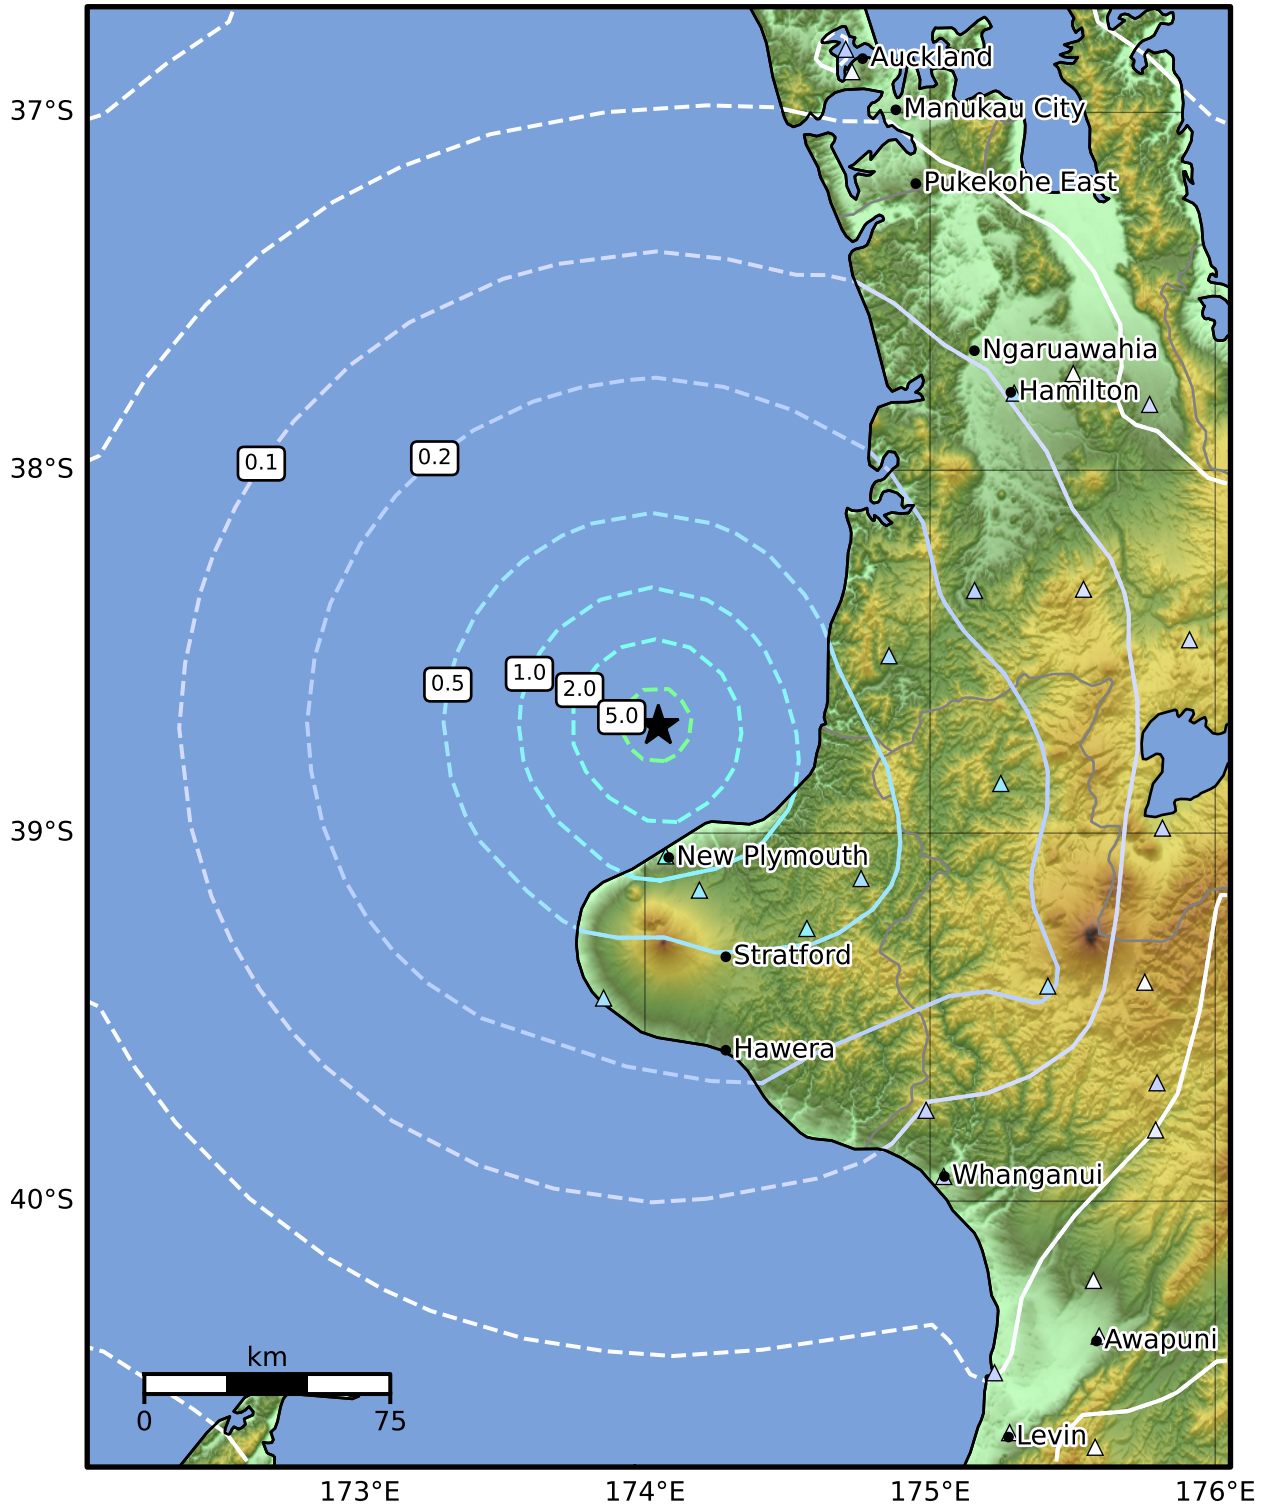 Auckland
37°S
Manukau City
Pukekohe East
Ngaruawahia
Hamilton
38°S
0.1
0.2
0.5
1.0
2.0
5.0
39°S
New Plymouth
Stratford
Hawera
Whanganui
40°S
Awapuni
km
0
75
Levin
173°E
174°E
175°E
176°E